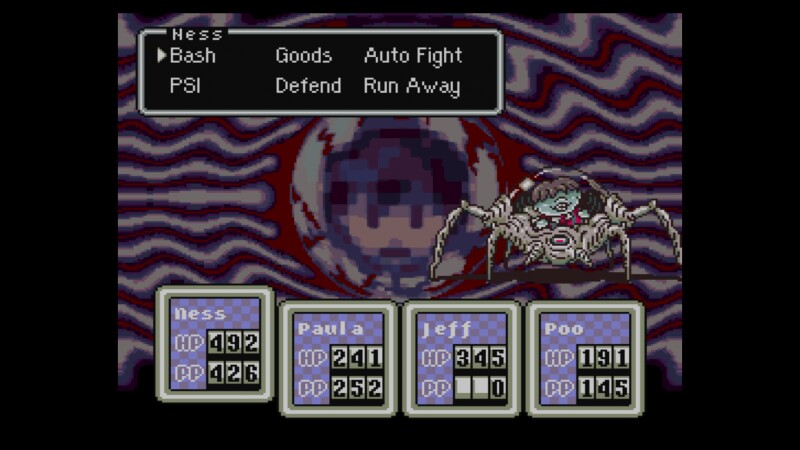 Ness
▶Bash Goods Auto Fight
PSI Defend Run Away
Ness
HP 492
PP 426
Paula
HP 241
PP 252
Jeff
HP 345
PP 0
Poo
HP 191
PP 145